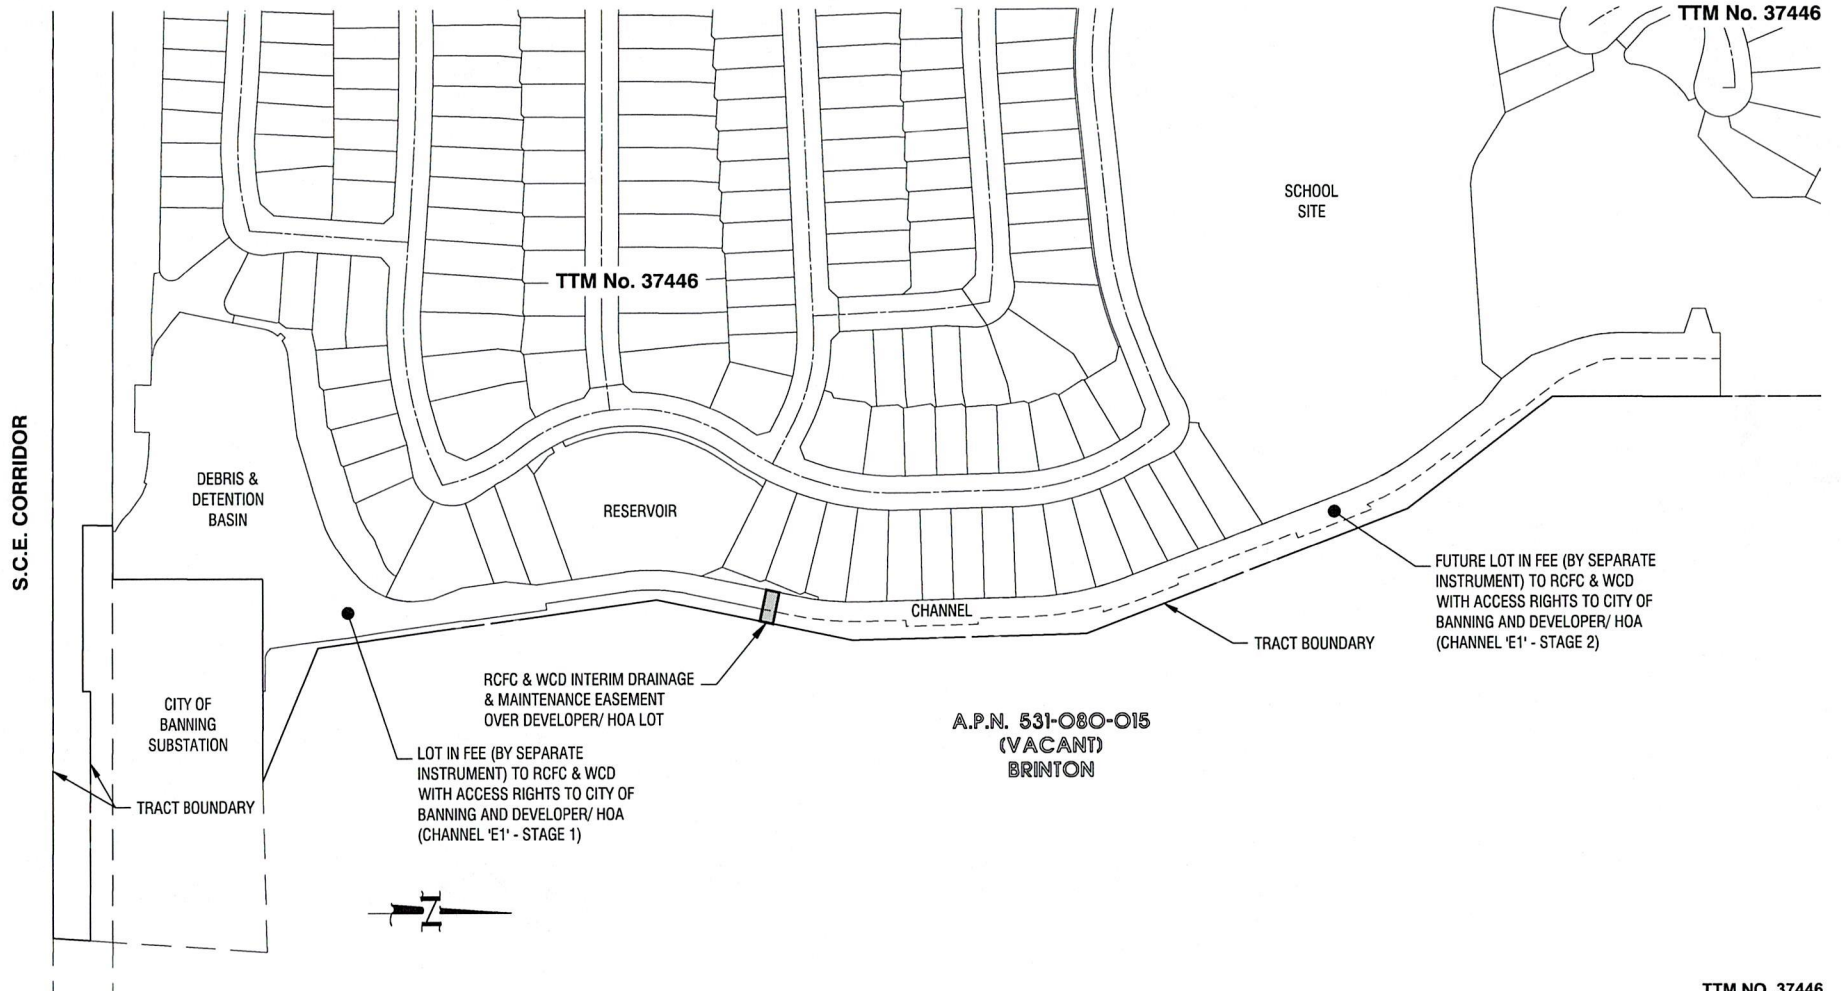 TTM No. 37446
SCHOOL
SITE
TTM No. 37446
S.C.E. CORRIDOR
DEBRIS &
DETENTION
BASIN
RESERVOIR
CHANNEL
FUTURE LOT IN FEE (BY SEPARATE
INSTRUMENT) TO RCFC & WCD
WITH ACCESS RIGHTS TO CITY OF
BANNING AND DEVELOPER/ HOA
(CHANNEL 'E1' - STAGE 2)
TRACT BOUNDARY
RCFC & WCD INTERIM DRAINAGE
& MAINTENANCE EASEMENT
OVER DEVELOPER/ HOA LOT
CITY OF
BANNING
SUBSTATION
A.P.N. 531-080-015
(VACANT)
BRINTON
LOT IN FEE (BY SEPARATE
INSTRUMENT) TO RCFC & WCD
WITH ACCESS RIGHTS TO CITY OF
BANNING AND DEVELOPER/ HOA
(CHANNEL 'E1' - STAGE 1)
TRACT BOUNDARY
Z
TTM NO. 37446